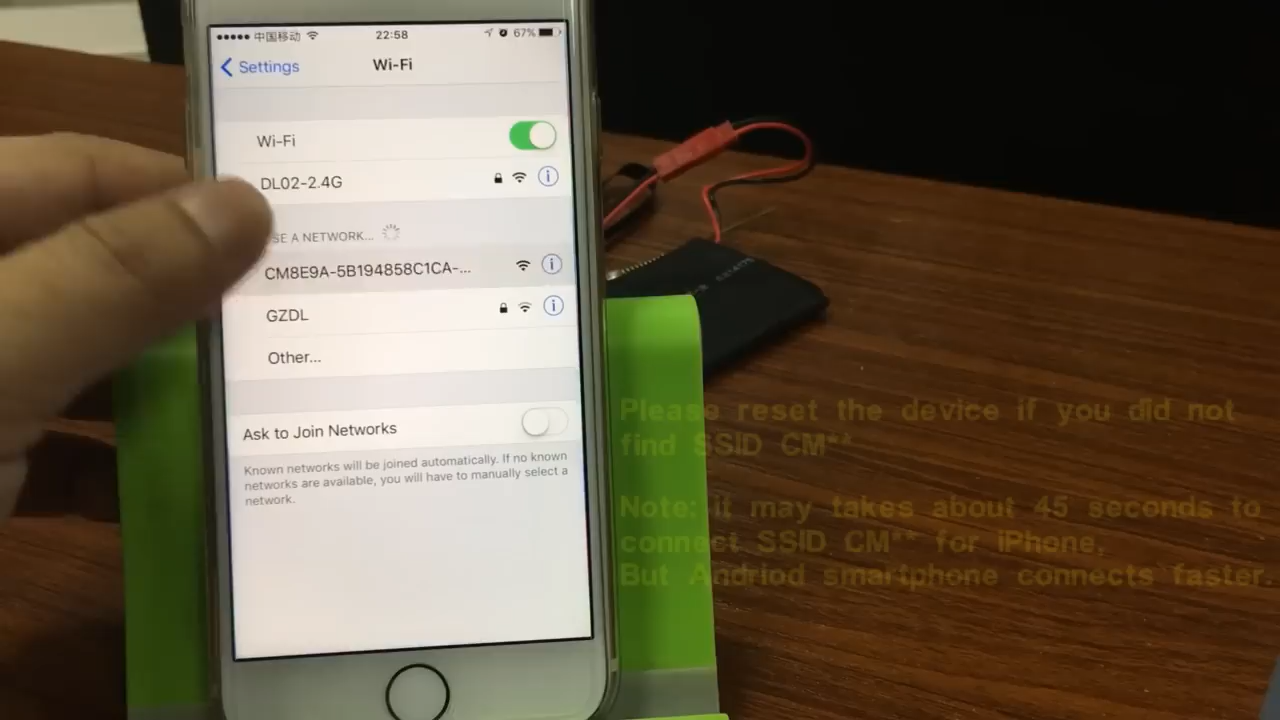 中国移动 22:58 67%
Settings Wi-Fi
Wi-Fi
DL02-2.4G
SE A NETWORK...
CM8E9A-5B194858C1CA-...
GZDL
Other...
Ask to Join Networks
Known networks will be joined automatically. If no known
networks are available, you will have to manually select a
network.
Please reset the device if you did not
find SSID CM**
Note: it may takes about 45 seconds to
connect SSID CM** for iPhone,
But Andriod smartphone connects faster.